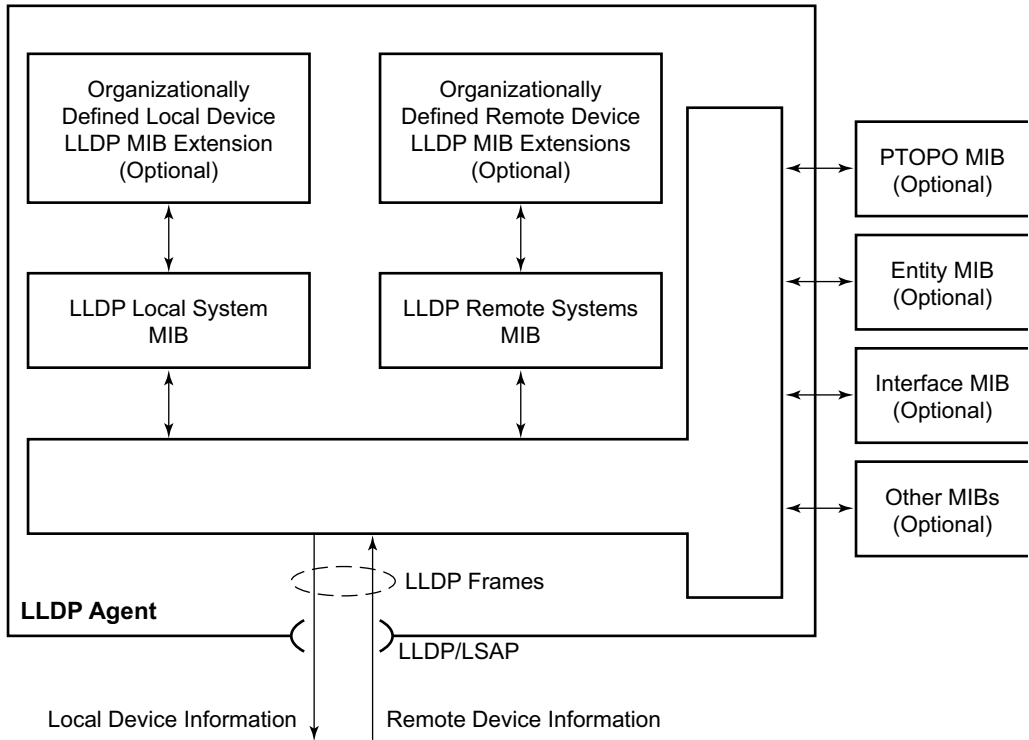 Organizationally
Defined Local Device
LLDP MIB Extension
(Optional)
Organizationally
Defined Remote Device
LLDP MIB Extensions
(Optional)
PTOPO MIB
(Optional)
Entity MIB
(Optional)
LLDP Local System
MIB
LLDP Remote Systems
MIB
Interface MIB
(Optional)
Other MIBs
(Optional)
LLDP Frames
LLDP Agent
LLDP/LSAP
Local Device Information
Remote Device Information